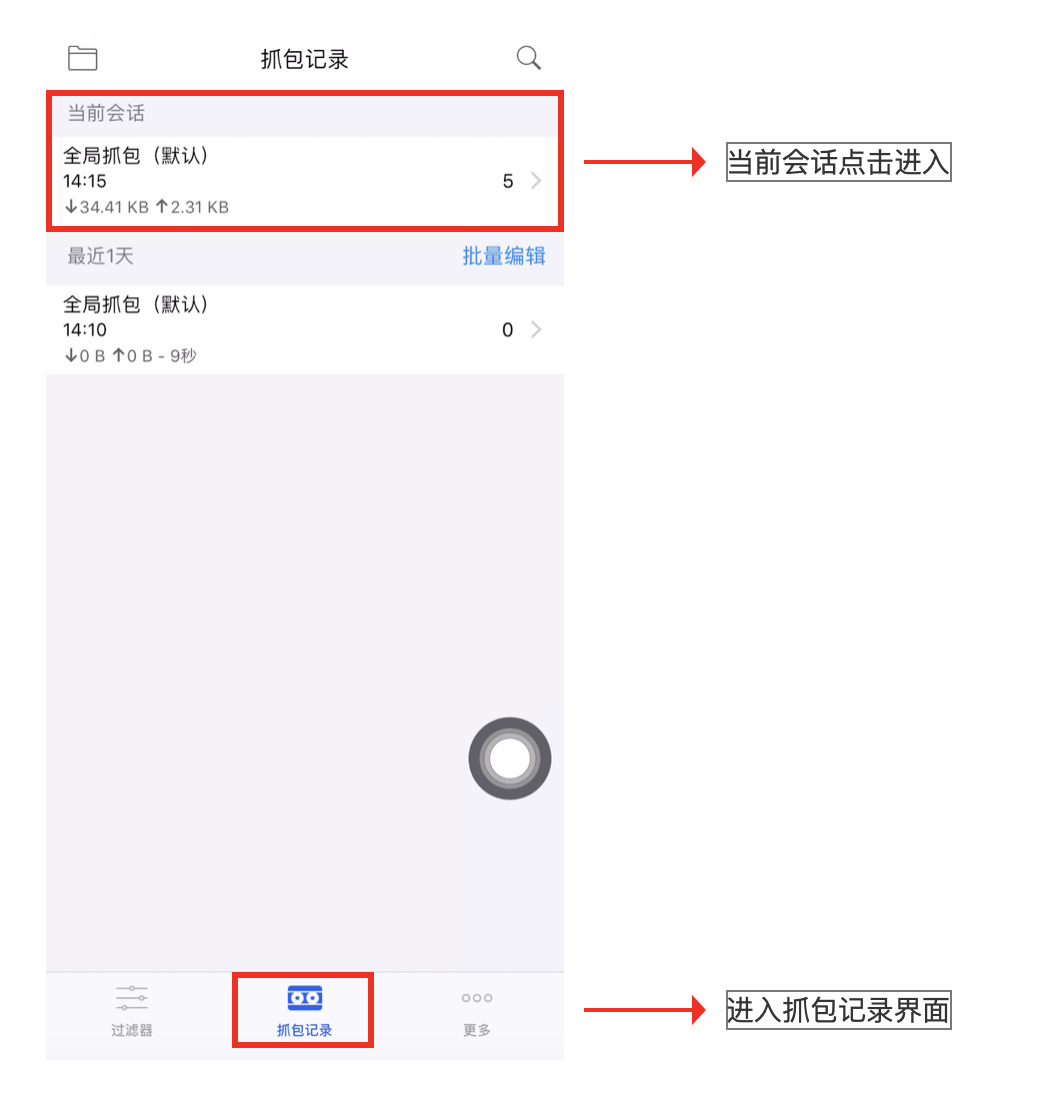 抓包记录
当前会话
全局抓包（默认）
14:15
5
↓34.41 KB ↑2.31 KB
当前会话点击进入
最近1天
批量编辑
全局抓包（默认）
14:10
0
↓0 B ↑0 B - 9秒
过滤器
抓包记录
更多
进入抓包记录界面